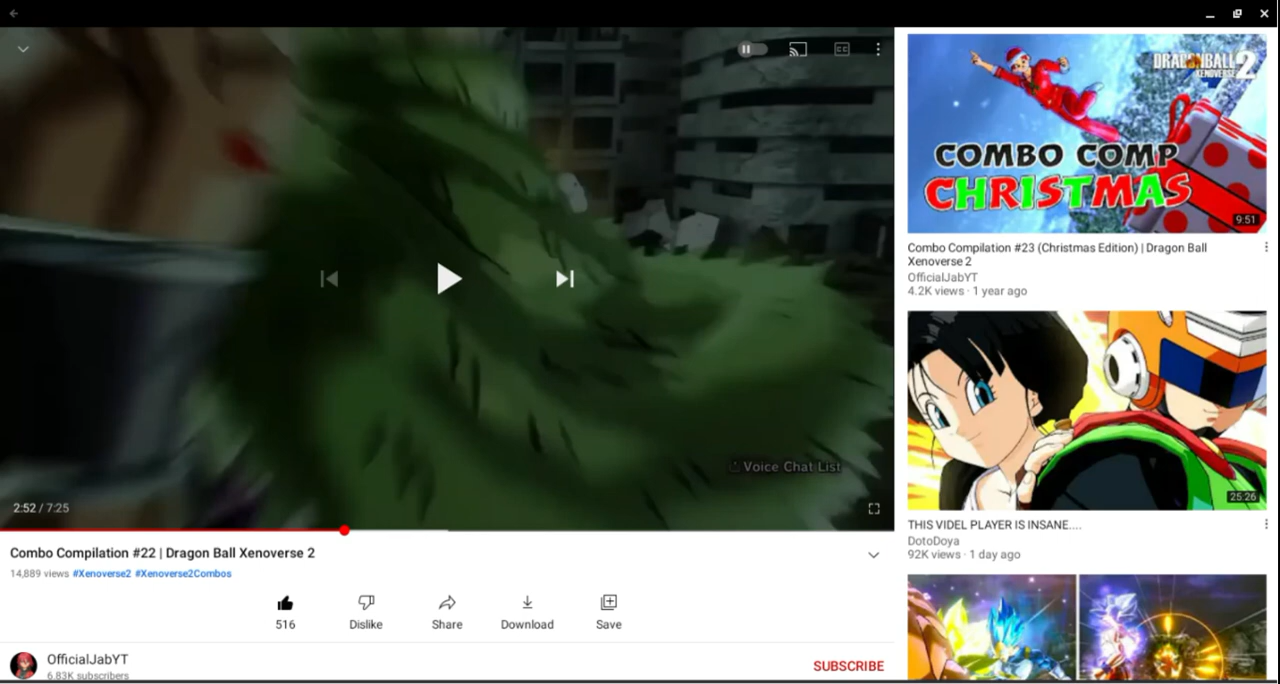 Voice Chat List
2:52 / 7:25
Combo Compilation #22 | Dragon Ball Xenoverse 2
14,889 views #Xenoverse2 #Xenoverse2Combos
516
Dislike
Share
Download
Save
OfficialJabYT
6.83K subscribers
SUBSCRIBE
CC
DRAGONBALL
XENOVERSE 2
COMBO COMP
CHRISTMAS
9:51
Combo Compilation #23 (Christmas Edition) | Dragon Ball
Xenoverse 2
OfficialJabYT
4.2K views · 1 year ago
25:26
THIS VIDEL PLAYER IS INSANE....
DotoDoya
92K views · 1 day ago